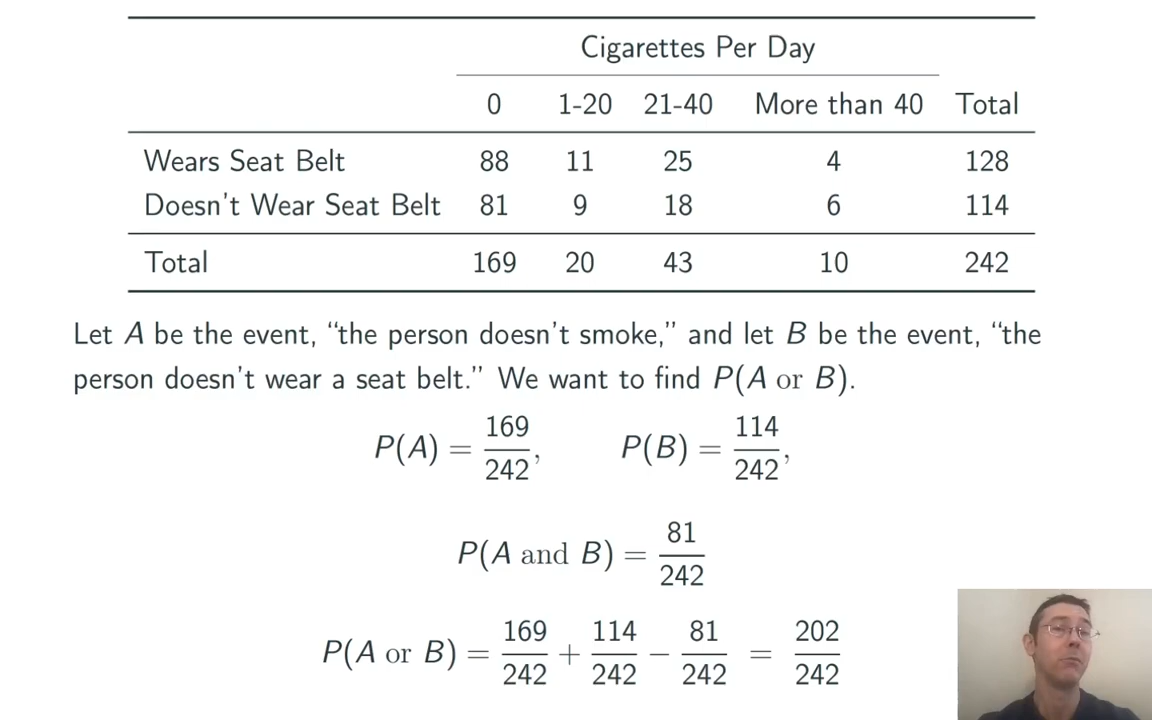 Cigarettes Per Day
0 1-20 21-40 More than 40 Total
Wears Seat Belt 88 11 25 4 128
Doesn't Wear Seat Belt 81 9 18 6 114
Total 169 20 43 10 242
Let A be the event, “the person doesn't smoke,” and let B be the event, “the
person doesn't wear a seat belt.” We want to find P(A or B).
P(A) = 169/242, P(B) = 114/242,
P(A and B) = 81/242
P(A or B) = 169/242 + 114/242 − 81/242 = 202/242